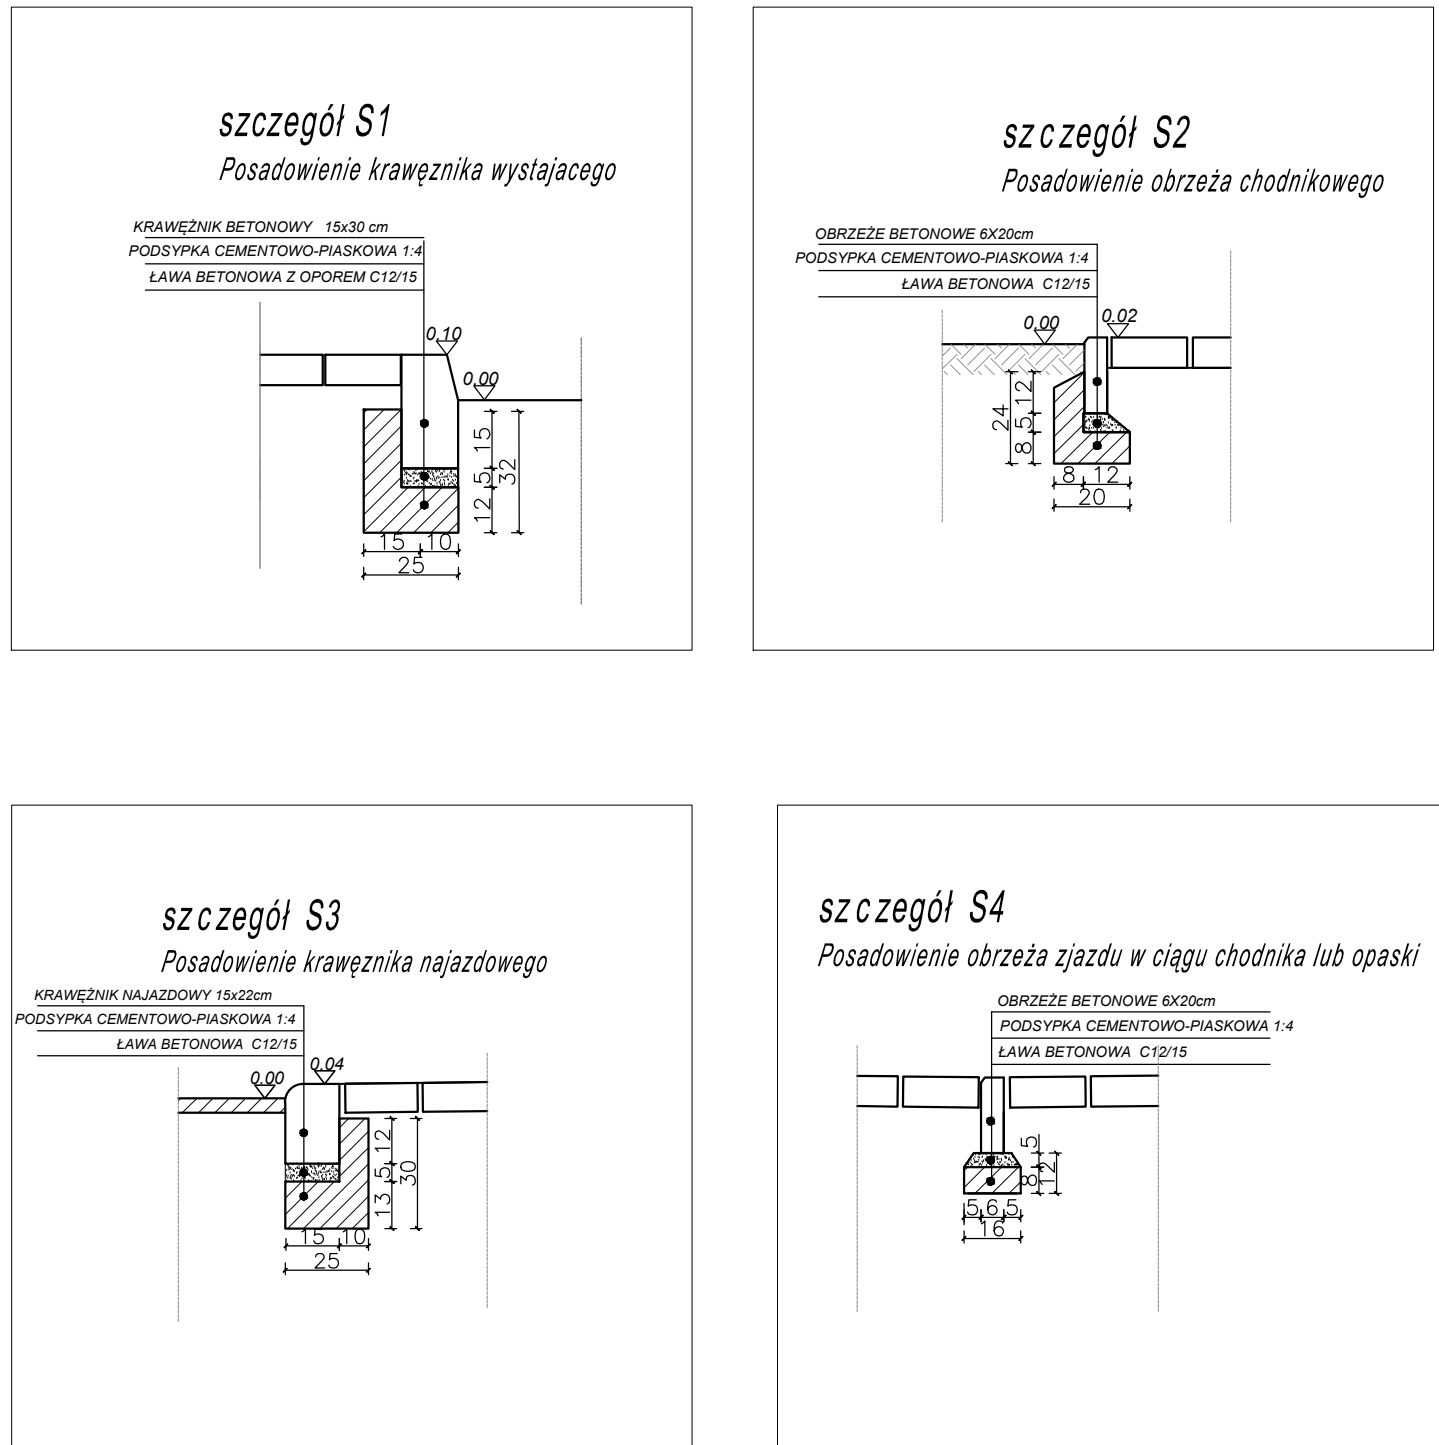 szczegół S1
Posadowienie krawęznika wystajacego
KRAWĘŻNIK BETONOWY 15x30 cm
PODSYPKA CEMENTOWO-PIASKOWA 1:4
ŁAWA BETONOWA Z OPOREM C12/15
0.10
0.00
15
5
32
12
15 10
25
szczegół S2
Posadowienie obrzeża chodnikowego
OBRZEŻE BETONOWE 6X20cm
PODSYPKA CEMENTOWO-PIASKOWA 1:4
ŁAWA BETONOWA C12/15
0.00 0.02
12
24
5
8
8 12
20
szczegół S3
Posadowienie krawęznika najazdowego
KRAWĘŻNIK NAJAZDOWY 15x22cm
PODSYPKA CEMENTOWO-PIASKOWA 1:4
ŁAWA BETONOWA C12/15
0.00 0.04
12
5
30
13
15 10
25
szczegół S4
Posadowienie obrzeża zjazdu w ciągu chodnika lub opaski
OBRZEŻE BETONOWE 6X20cm
PODSYPKA CEMENTOWO-PIASKOWA 1:4
ŁAWA BETONOWA C12/15
5
8
12
5 6 5
16